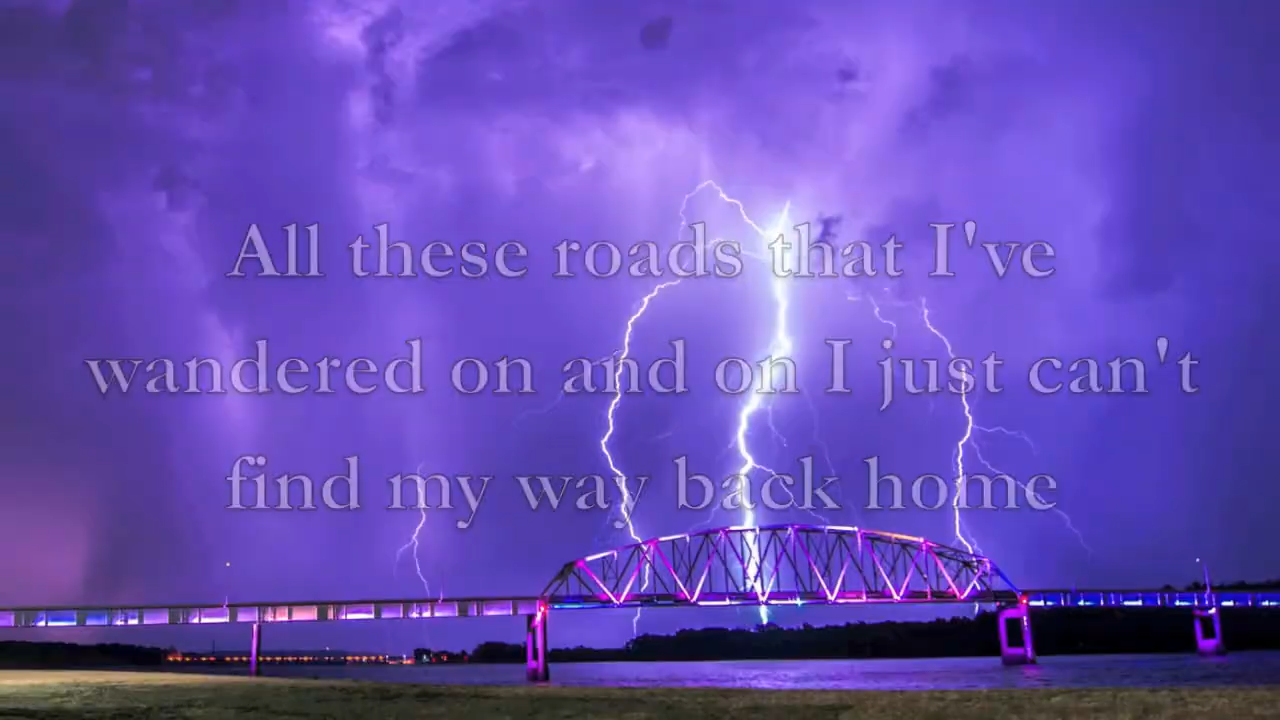 All these roads that I've
wandered on and on I just can't
find my way back home